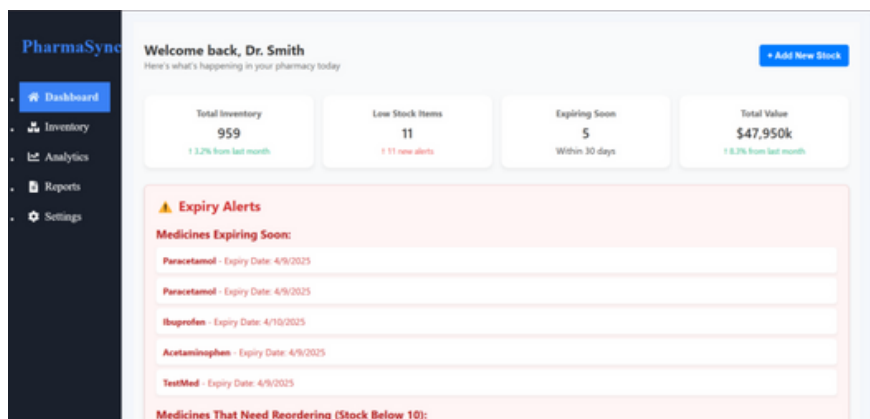 PharmaSync
Dashboard
Inventory
Analytics
Reports
Settings
Welcome back, Dr. Smith
Here's what's happening in your pharmacy today
+ Add New Stock
Total Inventory
959
↑ 3.2% from last month
Low Stock Items
11
↑ 11 new alerts
Expiring Soon
5
Within 30 days
Total Value
$47,950k
↑ 8.3% from last month
Expiry Alerts
Medicines Expiring Soon:
Paracetamol - Expiry Date: 4/9/2025
Paracetamol - Expiry Date: 4/9/2025
Ibuprofen - Expiry Date: 4/10/2025
Acetaminophen - Expiry Date: 4/9/2025
TestMed - Expiry Date: 4/9/2025
Medicines That Need Reordering (Stock Below 10):